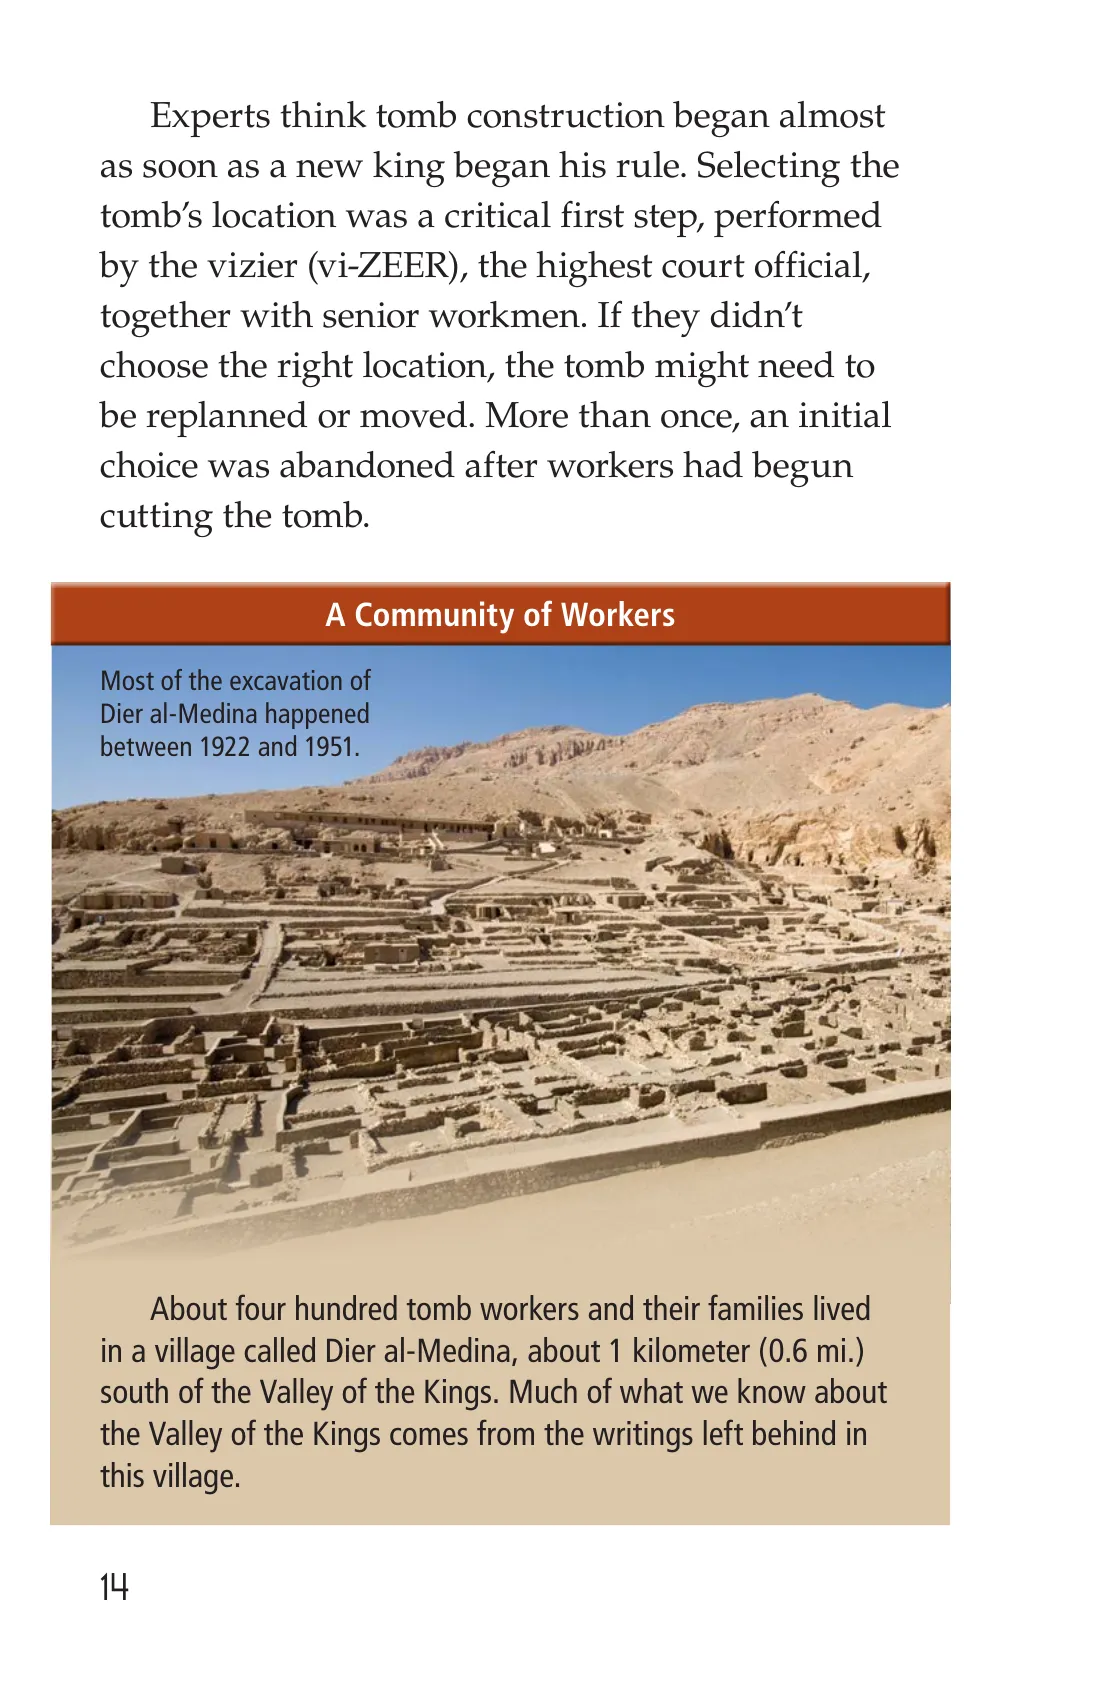 Experts think tomb construction began almost
as soon as a new king began his rule. Selecting the
tomb’s location was a critical first step, performed
by the vizier (vi-ZEER), the highest court official,
together with senior workmen. If they didn’t
choose the right location, the tomb might need to
be replanned or moved. More than once, an initial
choice was abandoned after workers had begun
cutting the tomb.
A Community of Workers
Most of the excavation of
Dier al-Medina happened
between 1922 and 1951.
About four hundred tomb workers and their families lived
in a village called Dier al-Medina, about 1 kilometer (0.6 mi.)
south of the Valley of the Kings. Much of what we know about
the Valley of the Kings comes from the writings left behind in
this village.
14